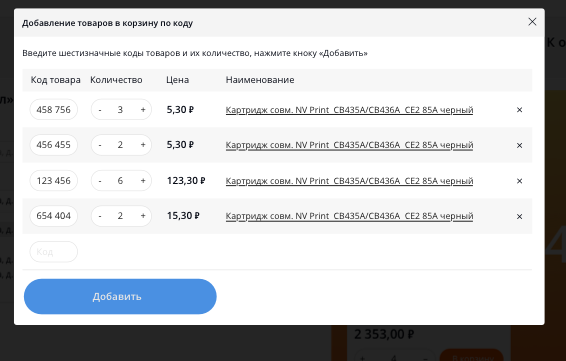 Добавление товаров в корзину по коду
Введите шестизначные коды товаров и их количество, нажмите кноку «Добавить»
Код товара Количество Цена Наименование
458 756 - 3 + 5,30 ₽ Картридж совм. NV Print CB435A/CB436A CE2 85A черный ×
456 455 - 2 + 5,30 ₽ Картридж совм. NV Print CB435A/CB436A CE2 85A черный ×
123 456 - 6 + 123,30 ₽ Картридж совм. NV Print CB435A/CB436A CE2 85A черный ×
654 404 - 2 + 15,30 ₽ Картридж совм. NV Print CB435A/CB436A CE2 85A черный ×
Код
Добавить
2 353,00 ₽